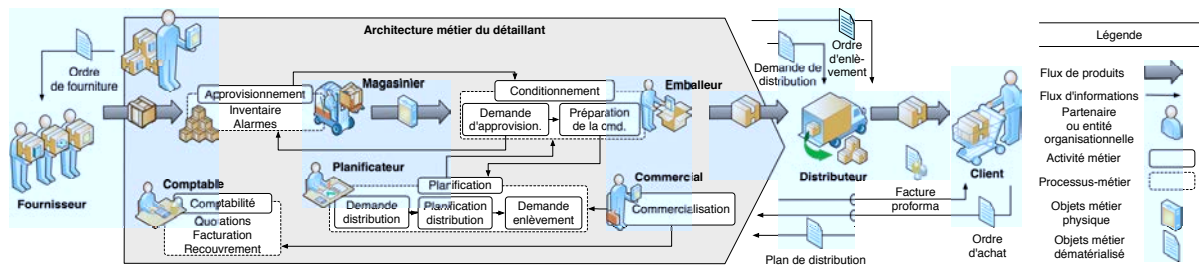 Architecture métier du détaillant
Ordre
de fourniture
Fournisseur
Approvisionnement
Inventaire
Alarmes
Magasinier
Conditionnement
Demande
d'approvision.
Préparation
de la cmd.
Emballeur
Planificateur
Planification
Demande
distribution
Planification
distribution
Demande
enlèvement
Comptable
Comptabilité
Quotations
Facturation
Recouvrement
Commercial
Commercialisation
Ordre
d'enlè-
vement
Demande de
distribution
Distributeur
Client
Facture
proforma
Ordre
d'achat
Plan de distribution
Légende
Flux de produits
Flux d'informations
Partenaire
ou entité
organisationnelle
Activité métier
Processus-métier
Objets métier
physique
Objets métier
dématérialisé